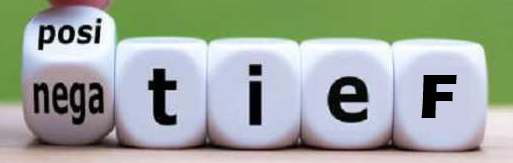 posi
nega t i e F